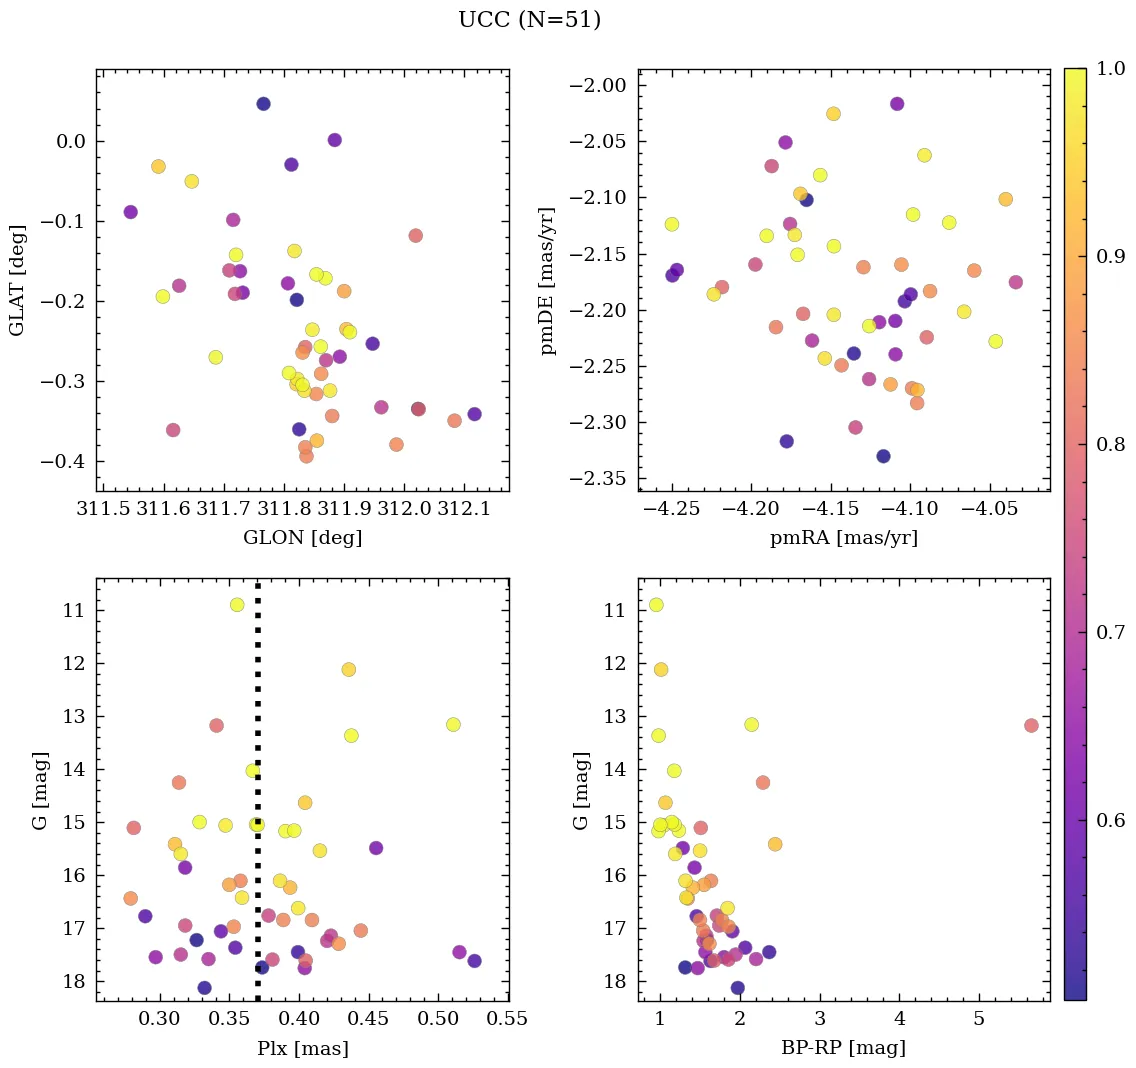 UCC (N=51)
0.0
−0.1
−0.2
−0.3
−0.4
GLAT [deg]
311.5 311.6 311.7 311.8 311.9 312.0 312.1
GLON [deg]
−2.00
−2.05
−2.10
−2.15
−2.20
−2.25
−2.30
−2.35
pmDE [mas/yr]
−4.25 −4.20 −4.15 −4.10 −4.05
pmRA [mas/yr]
1.0
0.9
0.8
0.7
0.6
11
12
13
14
15
16
17
18
G [mag]
0.30 0.35 0.40 0.45 0.50 0.55
Plx [mas]
11
12
13
14
15
16
17
18
G [mag]
1 2 3 4 5
BP-RP [mag]